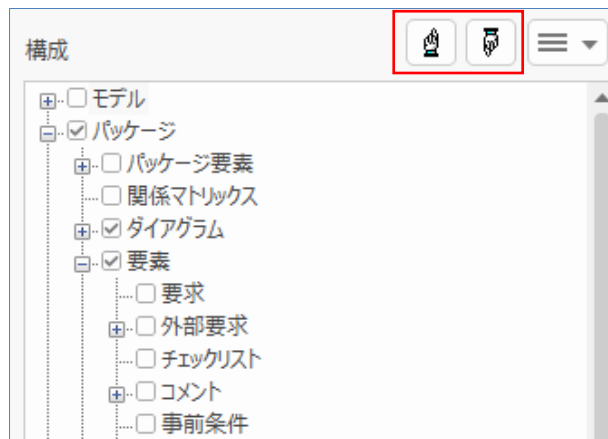 構成
モデル
パッケージ
パッケージ要素
関係マトリックス
ダイアグラム
要素
要求
外部要求
チェックリスト
コメント
事前条件